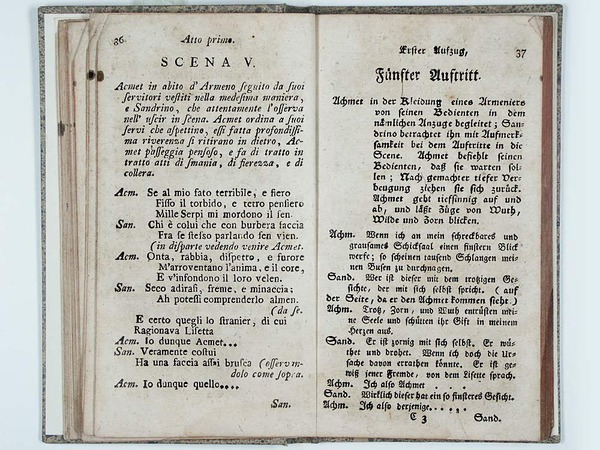 36 Atto primo.
SCENA V.
Acmet in abito d'Armeno seguito da suoi
servitori vestiti nella medesima maniera,
e Sandrino, che attentamente l'osserva
nell' uscir in scena. Acmet ordina a suoi
servi che aspettino, essi fatta profondissi-
ma riverenza si ritirano in dietro, Ac-
met passeggia pensoso, e fa di tratto in
tratto atti di smania, di fierezza, e di
collera.
Acm. Se al mio fato terribile, e fiero
Fisso il torbido, e tetro pensiero
Mille Serpi mi mordono il sen.
San. Chi è colui che con burbera faccia
Fra se stesso parlando sen vien.
(in disparte vedendo venire Acmet.
Acm. Onta, rabbia, dispetto, e furore
M'arroventano l'anima, e il core,
E v'infondono il loro velen.
San. Seco adirasi, freme, e minaccia;
Ah potessi comprenderlo almen.
(da se.
E certo quegli lo stranier, di cui
Ragionava Lisetta
Acm. Io dunque Acmet...
San. Veramente costui
Ha una faccia assai brusca (osservan-
dolo come sopra.
Acm. Io dunque quello....
San.
Erster Aufzug, 37
Fünfter Auftritt.
Achmet in der Kleidung eines Armeniers
von seinen Bedienten in dem
nämlichen Anzuge begleitet; San-
drino betrachtet ihn mit Aufmerk-
samkeit bei dem Auftritte in die
Scene. Achmet befiehlt seinen
Bedienten, daß sie warten sol-
len; Nach gemachter tiefer Ver-
beugung ziehen sie sich zurück.
Achmet geht tiefsinnig auf und
ab, und läßt Züge von Wuth,
Wilde und Zorn blicken.
Achm. Wenn ich an mein schreckbares und
grausames Schicksaal einen finstern Blick
werfe; so scheinen tausend Schlangen mei-
nen Busen zu durchnagen.
Sand. Wer ist dieser mit dem trotzigen Ge-
sichte, der mit sich selbst spricht. (auf
der Seite, da er den Achmet kommen sieht.)
Achm. Trotz, Zorn, und Wuth entrüsten mei-
ne Seele und schütten ihr Gift in meinem
Herzen aus.
Sand. Er ist zornig mit sich selbst. Er wü-
thet und drohet. Wenn ich doch die Ur-
sache davon errathen könnte. Er ist ge-
wiß jener Fremde, von dem Lisette sprach.
Achm. Ich also Achmet . . . .
Sand. Wirklich dieser hat ein so finsteres Gesicht.
Achm. Ich also derjenige.....
C 3 Sand.